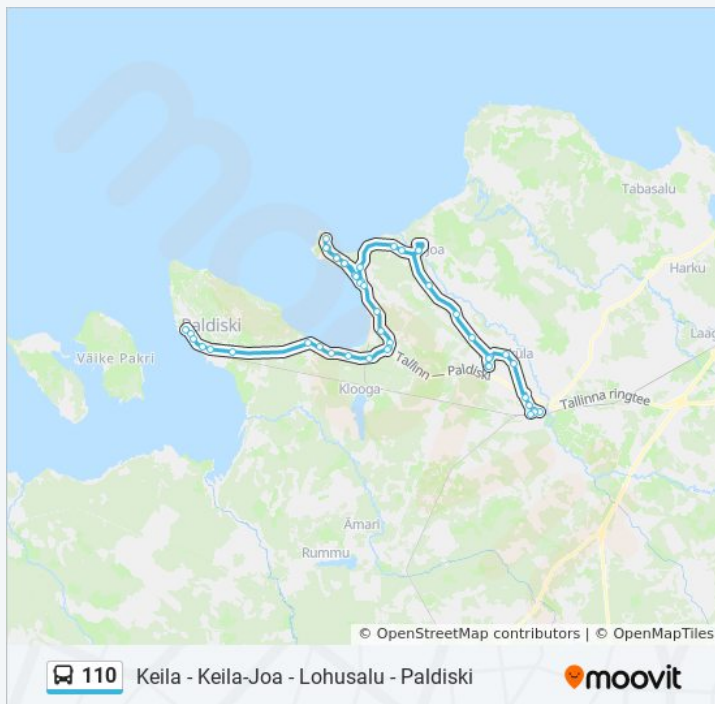 Tabasalu
Joa
Harku
Paldiski
Väike Pakri
Tallinn — Paldiski
Klooga
Tallinna ringtee
Ämari
Rummu
© OpenStreetMap contributors | © OpenMapTiles
110 Keila - Keila-Joa - Lohusalu - Paldiski moovit